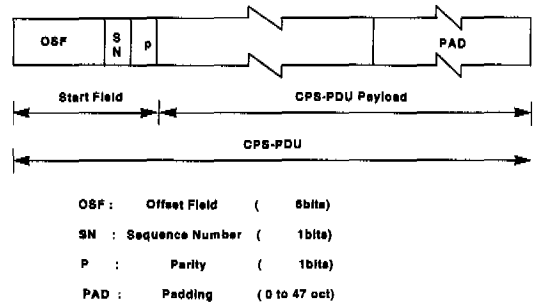 OSF S N P PAD
Start Field CPS-PDU Payload
CPS-PDU
OSF : Offset Field ( 6bits)
SN : Sequence Number ( 1bits)
P : Parity ( 1bits)
PAD : Padding ( 0 to 47 oct)